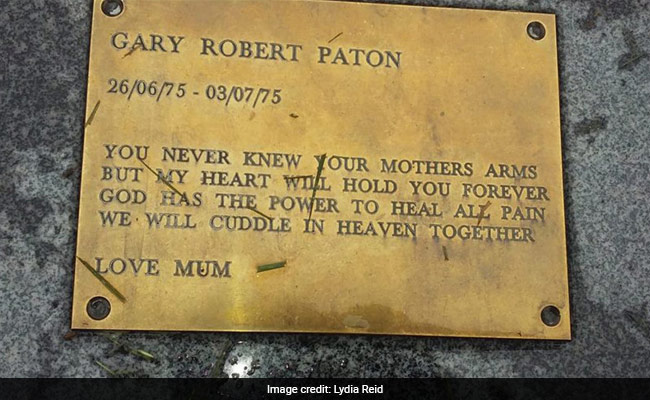 GARY ROBERT PATON
26/06/75 - 03/07/75
YOU NEVER KNEW YOUR MOTHERS ARMS
BUT MY HEART WILL HOLD YOU FOREVER
GOD HAS THE POWER TO HEAL ALL PAIN
WE WILL CUDDLE IN HEAVEN TOGETHER
LOVE MUM
Image credit: Lydia Reid